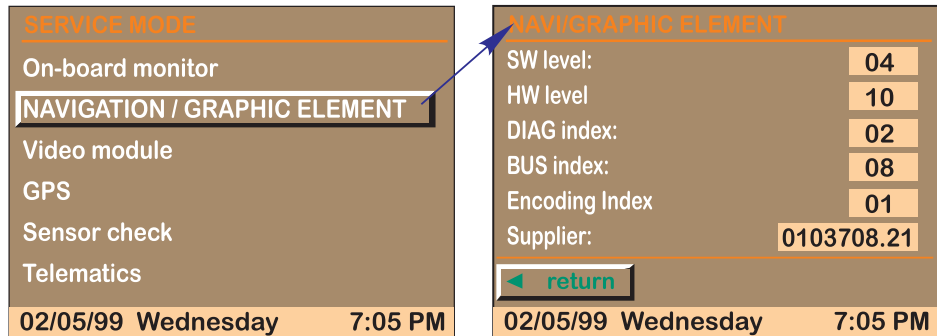 SERVICE MODE
On-board monitor
NAVIGATION / GRAPHIC ELEMENT
Video module
GPS
Sensor check
Telematics
02/05/99 Wednesday 7:05 PM
NAVI/GRAPHIC ELEMENT
SW level: 04
HW level 10
DIAG index: 02
BUS index: 08
Encoding Index 01
Supplier: 0103708.21
◄ return
02/05/99 Wednesday 7:05 PM